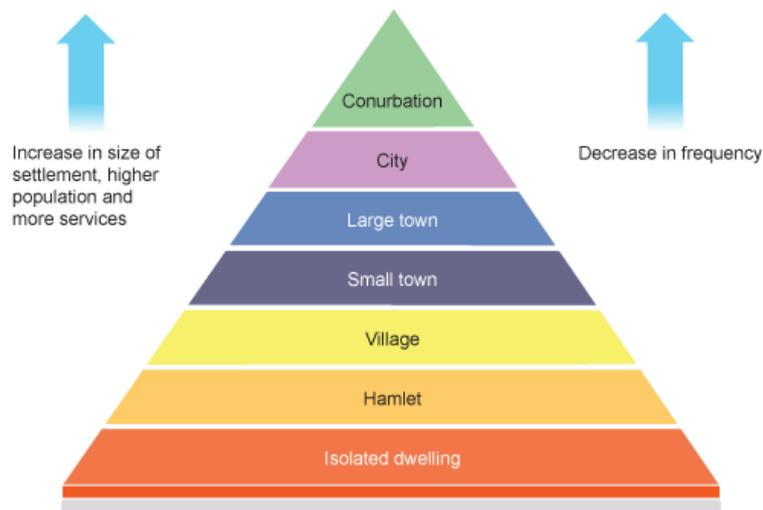 Conurbation
Increase in size of
settlement, higher
population and
more services
Decrease in frequency
City
Large town
Small town
Village
Hamlet
Isolated dwelling